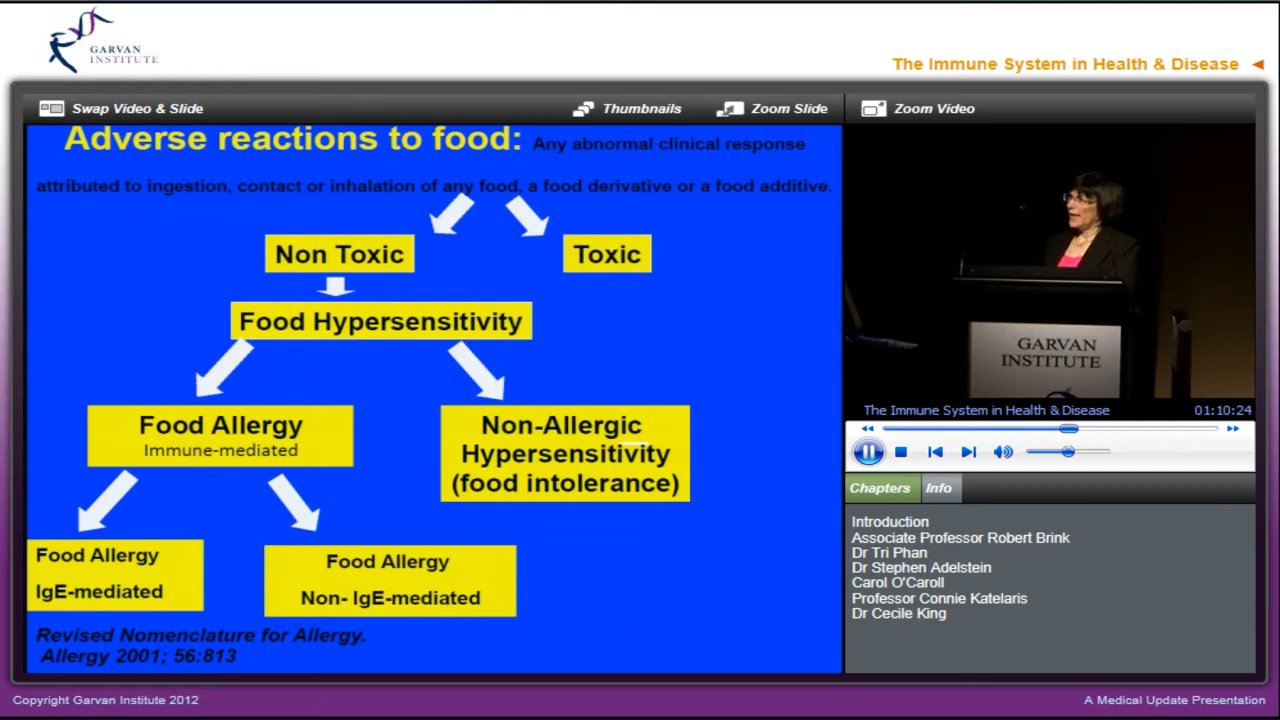 GARVAN
INSTITUTE
The Immune System in Health & Disease
Swap Video & Slide
Thumbnails
Zoom Slide
Zoom Video
Adverse reactions to food: Any abnormal clinical response
attributed to ingestion, contact or inhalation of any food, a food derivative or a food additive.
Non Toxic
Toxic
Food Hypersensitivity
Food Allergy
Immune-mediated
Non-Allergic
Hypersensitivity
(food intolerance)
Food Allergy
IgE-mediated
Food Allergy
Non- IgE-mediated
Revised Nomenclature for Allergy.
Allergy 2001; 56:813
GARVAN
INSTITUTE
The Immune System in Health & Disease
01:10:24
Chapters
Info
Introduction
Associate Professor Robert Brink
Dr Tri Phan
Dr Stephen Adelstein
Carol O'Caroll
Professor Connie Katelaris
Dr Cecile King
Copyright Garvan Institute 2012
A Medical Update Presentation